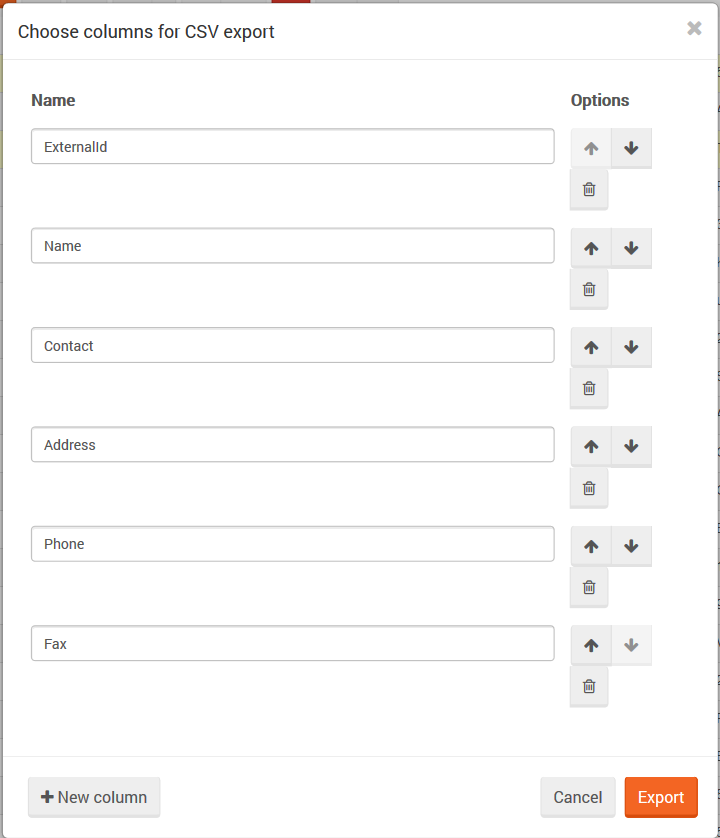 Choose columns for CSV export
Name Options
ExternalId
Name
Contact
Address
Phone
Fax
New column Cancel Export